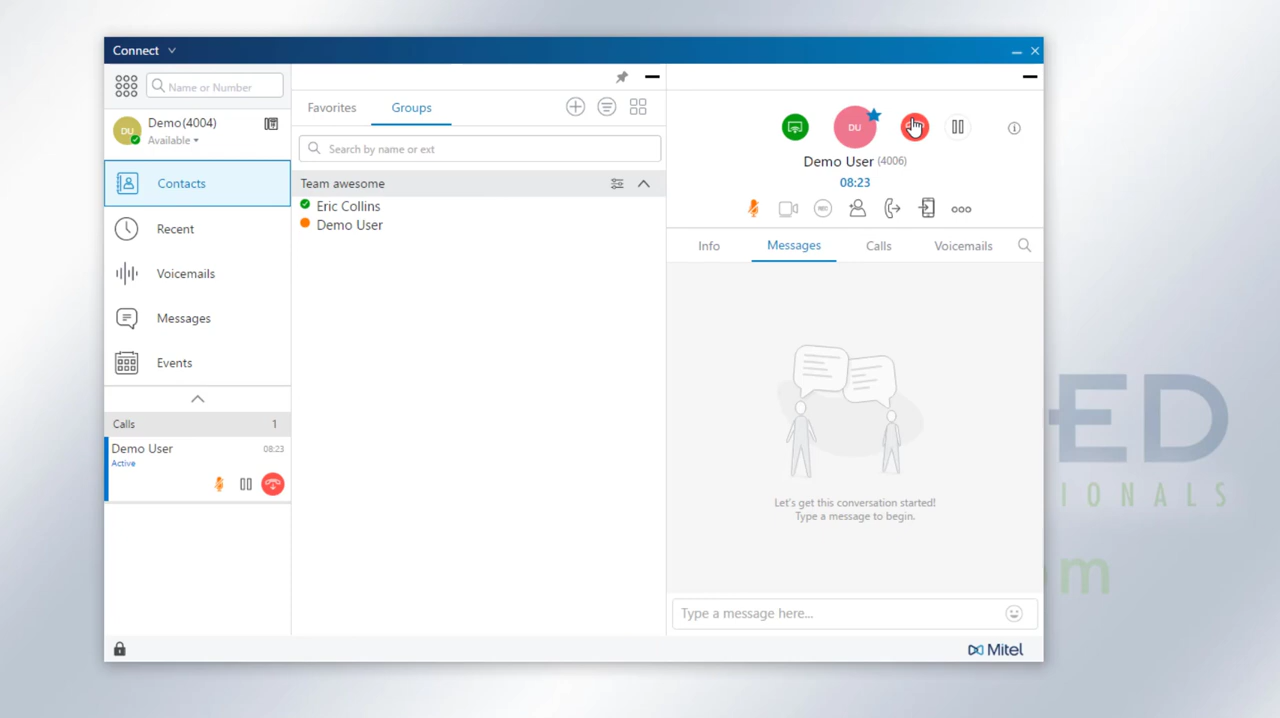 Connect
Name or Number
DU
Demo(4004)
Available
Contacts
Recent
Voicemails
Messages
Events
Calls 1
Demo User 08:23
Active
Favorites
Groups
Search by name or ext
Team awesome
Eric Collins
Demo User
DU
Demo User (4006)
08:23
REC
Info
Messages
Calls
Voicemails
Let's get this conversation started!
Type a message to begin.
Type a message here...
Mitel
ED
IONALS
m